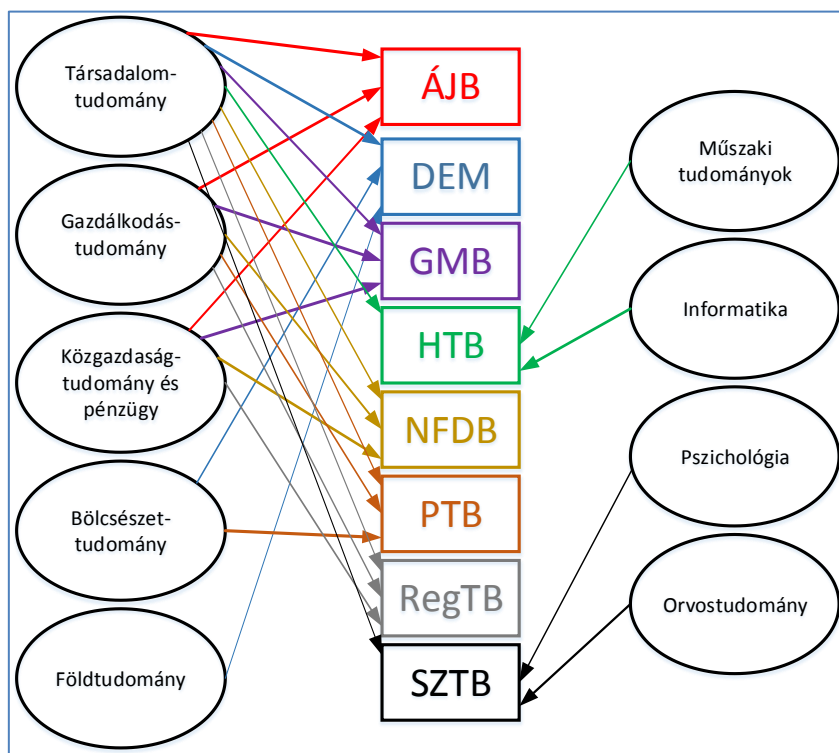 Társadalom-
tudomány
Gazdálkodás-
tudomány
Közgazdaság-
tudomány és
pénzügy
Bölcsészet-
tudomány
Földtudomány
ÁJB
DEM
GMB
HTB
NFDB
PTB
RegTB
SZTB
Műszaki
tudományok
Informatika
Pszichológia
Orvostudomány